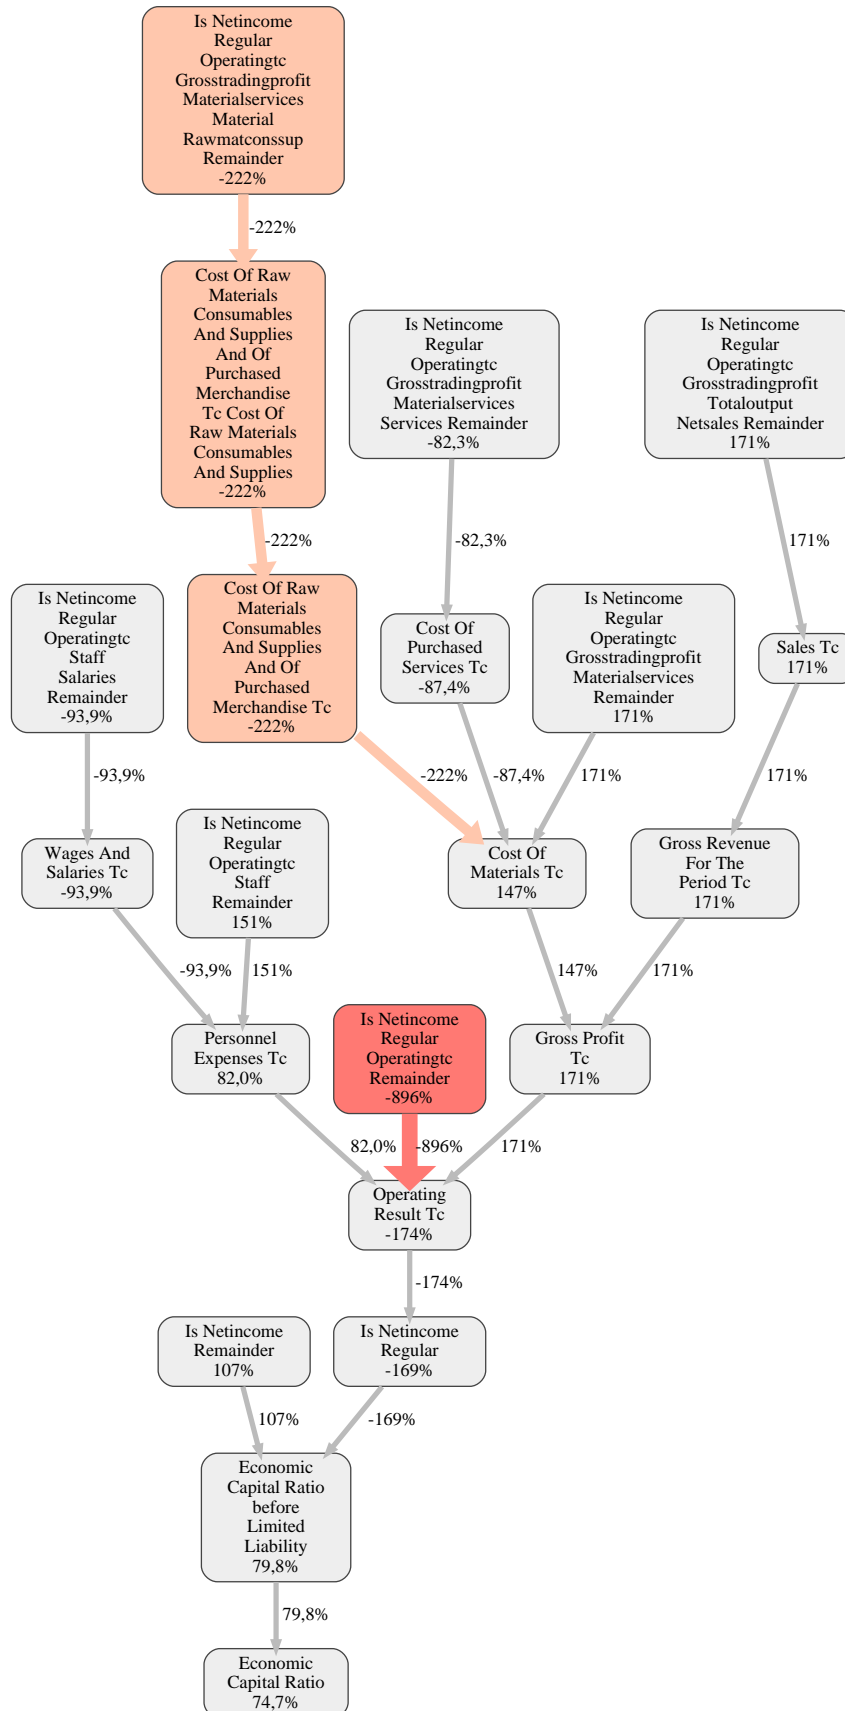 Is Netincome
Regular
Operatingtc
Grosstradingprofit
Materialservices
Material
Rawmatconssup
Remainder
-222%
-222%
Cost Of Raw
Materials
Consumables
And Supplies
And Of
Purchased
Merchandise
Tc Cost Of
Raw Materials
Consumables
And Supplies
-222%
Is Netincome
Regular
Operatingtc
Grosstradingprofit
Materialservices
Services Remainder
-82,3%
Is Netincome
Regular
Operatingtc
Grosstradingprofit
Totaloutput
Netsales Remainder
171%
-222%
-82,3%
171%
Is Netincome
Regular
Operatingtc
Staff
Salaries
Remainder
-93,9%
Cost Of Raw
Materials
Consumables
And Supplies
And Of
Purchased
Merchandise Tc
-222%
Cost Of
Purchased
Services Tc
-87,4%
Is Netincome
Regular
Operatingtc
Grosstradingprofit
Materialservices
Remainder
171%
Sales Tc
171%
-93,9%
-222%
-87,4%
171%
171%
Wages And
Salaries Tc
-93,9%
Is Netincome
Regular
Operatingtc
Staff
Remainder
151%
Cost Of
Materials Tc
147%
Gross Revenue
For The
Period Tc
171%
-93,9%
151%
147%
171%
Personnel
Expenses Tc
82,0%
Is Netincome
Regular
Operatingtc
Remainder
-896%
Gross Profit
Tc
171%
82,0%
-896%
171%
Operating
Result Tc
-174%
-174%
Is Netincome
Remainder
107%
Is Netincome
Regular
-169%
107%
-169%
Economic
Capital Ratio
before
Limited
Liability
79,8%
79,8%
Economic
Capital Ratio
74,7%